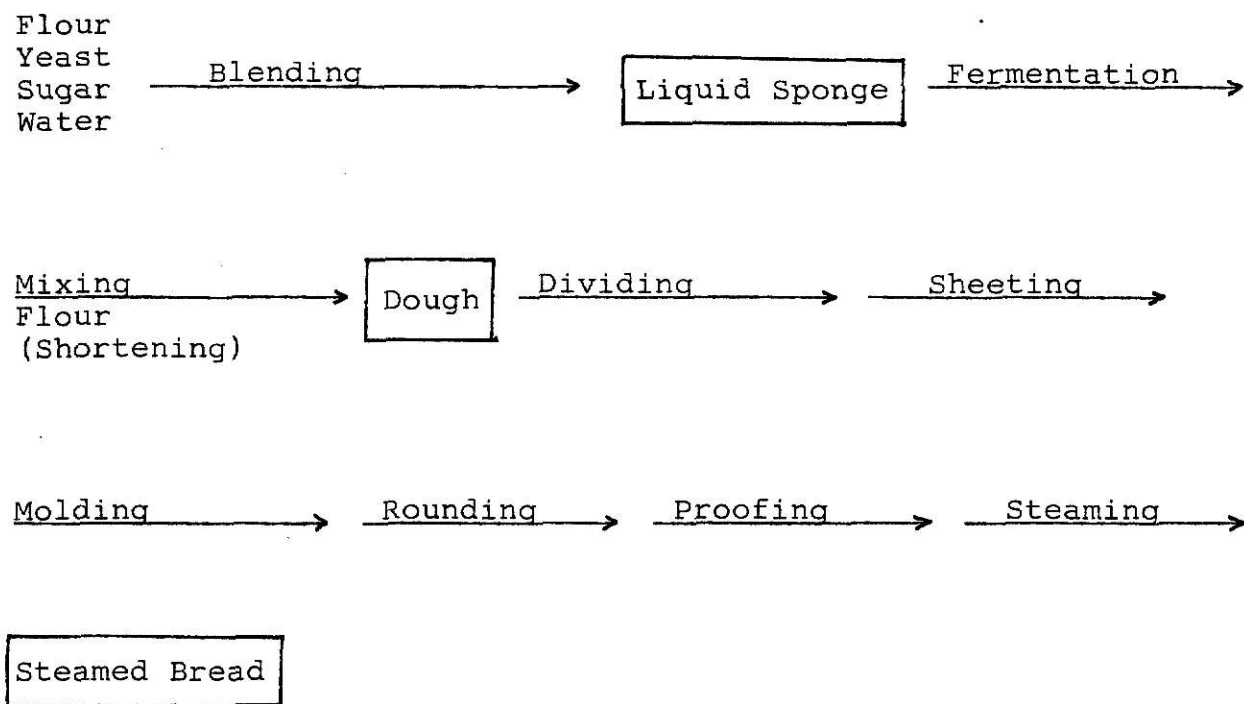 Flour
Yeast
Sugar
Water
Blending
Liquid Sponge
Fermentation
Mixing
Flour
(Shortening)
Dough
Dividing
Sheeting
Molding
Rounding
Proofing
Steaming
Steamed Bread